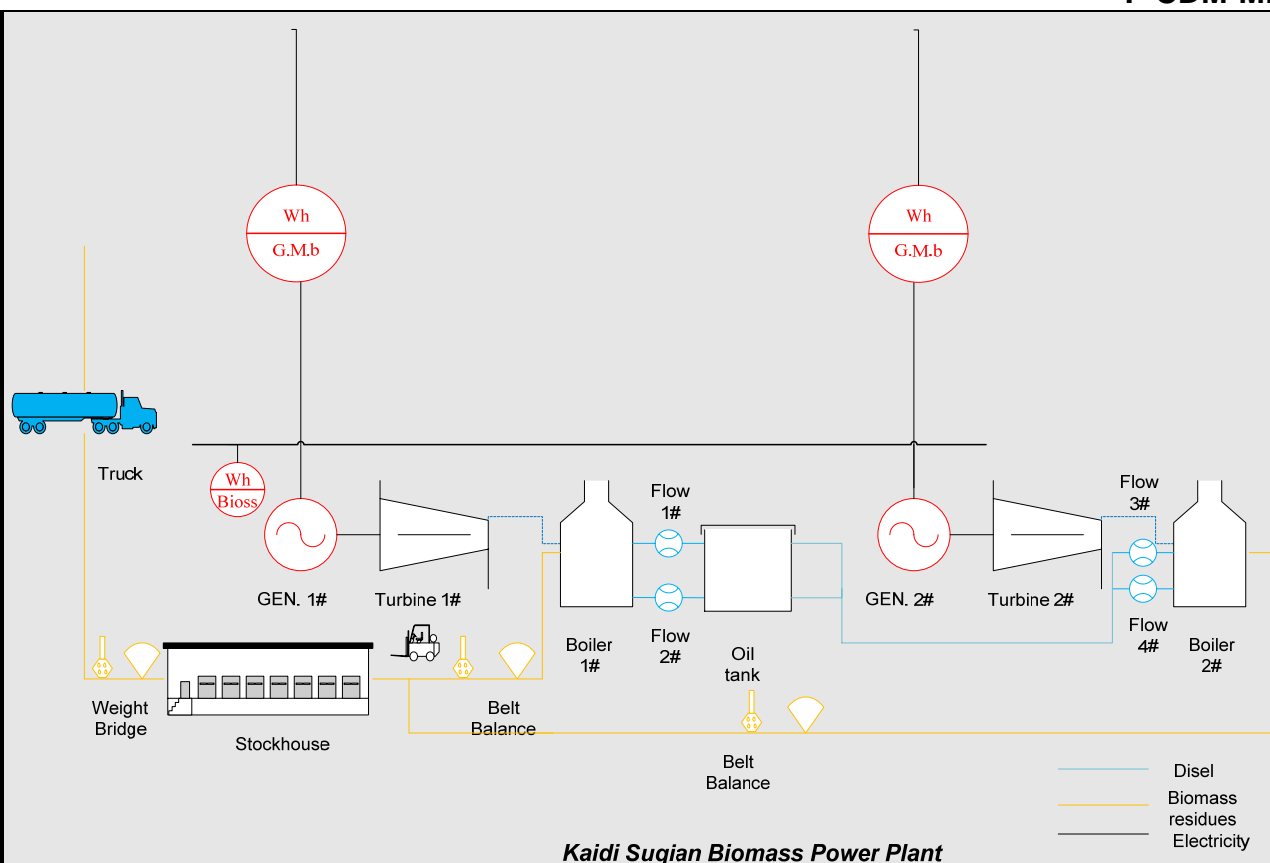 Wh
G.M.b
Wh
G.M.b
Truck
Wh
Bioss
Flow
1#
Flow
3#
GEN. 1#
Turbine 1#
GEN. 2#
Turbine 2#
Flow
2#
Flow
4#
Boiler
1#
Boiler
2#
Oil
tank
Weight
Bridge
Stockhouse
Belt
Balance
Belt
Balance
Disel
Biomass
residues
Electricity
Kaidi Suqian Biomass Power Plant